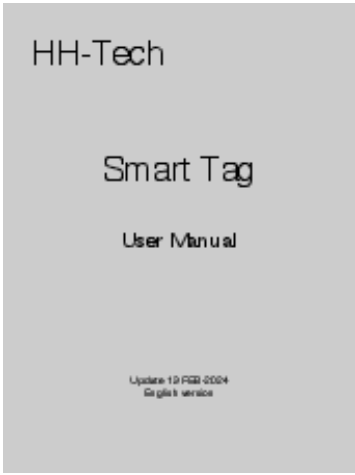 HH-Tech
Smart Tag
User Manual
Update 19 FEB-2024
English version